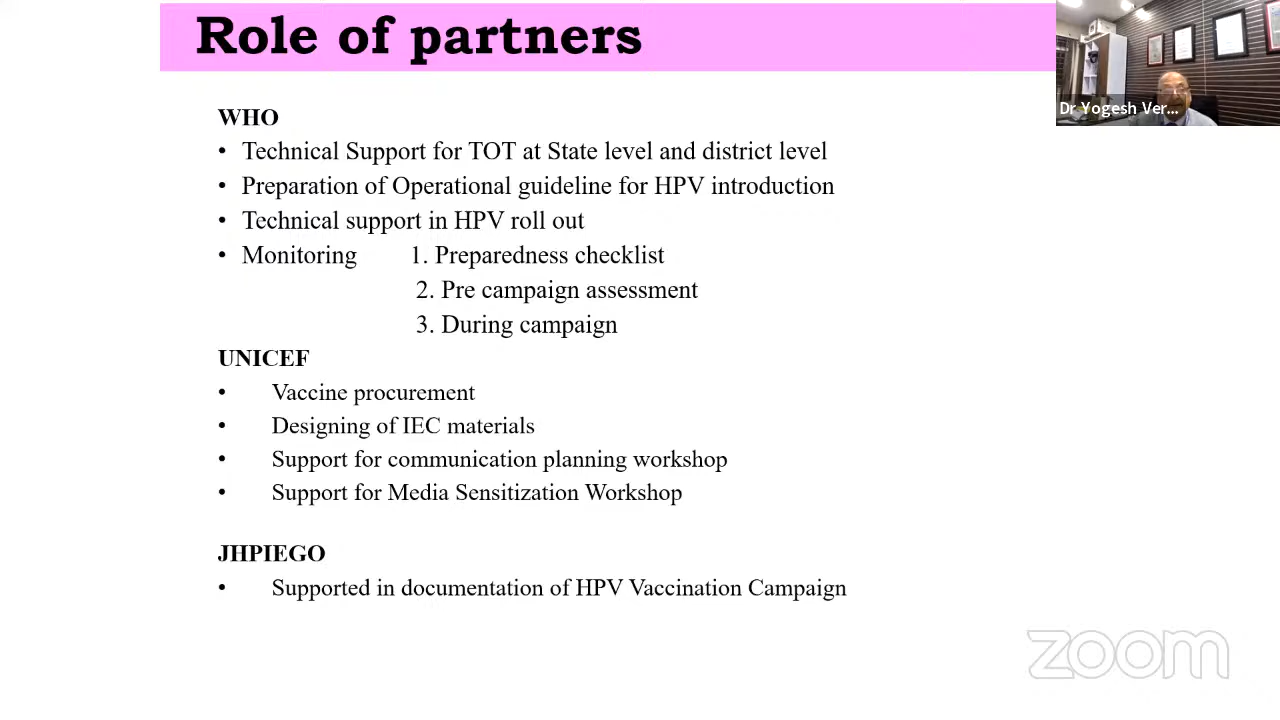 Role of partners
Dr Yogesh Ver...
WHO
• Technical Support for TOT at State level and district level
• Preparation of Operational guideline for HPV introduction
• Technical support in HPV roll out
• Monitoring 1. Preparedness checklist
2. Pre campaign assessment
3. During campaign
UNICEF
• Vaccine procurement
• Designing of IEC materials
• Support for communication planning workshop
• Support for Media Sensitization Workshop
JHPIEGO
• Supported in documentation of HPV Vaccination Campaign
zoom